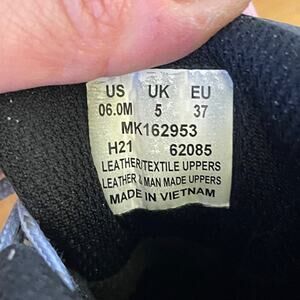 US UK EU
06.0M 5 37
MK162953
H21 62085
LEATHER/TEXTILE UPPERS
LEATHER & MAN MADE UPPERS
MADE IN VIETNAM